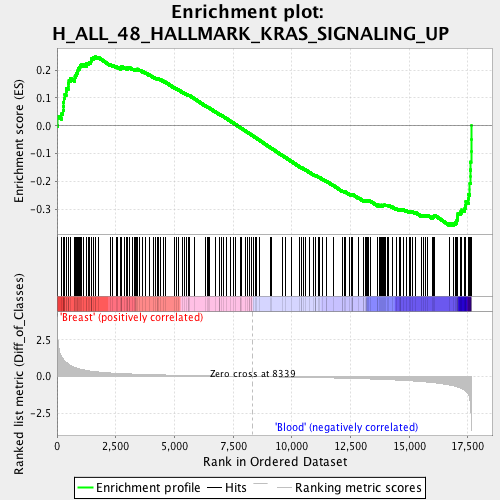 Enrichment plot:
H_ALL_48_HALLMARK_KRAS_SIGNALING_UP
Enrichment score (ES)
0.2
0.1
0.0
-0.1
-0.2
-0.3
'Breast' (positively correlated)
Ranked list metric (Diff_of_Classes)
2.5
0.0
-2.5
Zero cross at 8339
'Blood' (negatively correlated)
0 2,500 5,000 7,500 10,000 12,500 15,000 17,500
Rank in Ordered Dataset
Enrichment profile Hits Ranking metric scores